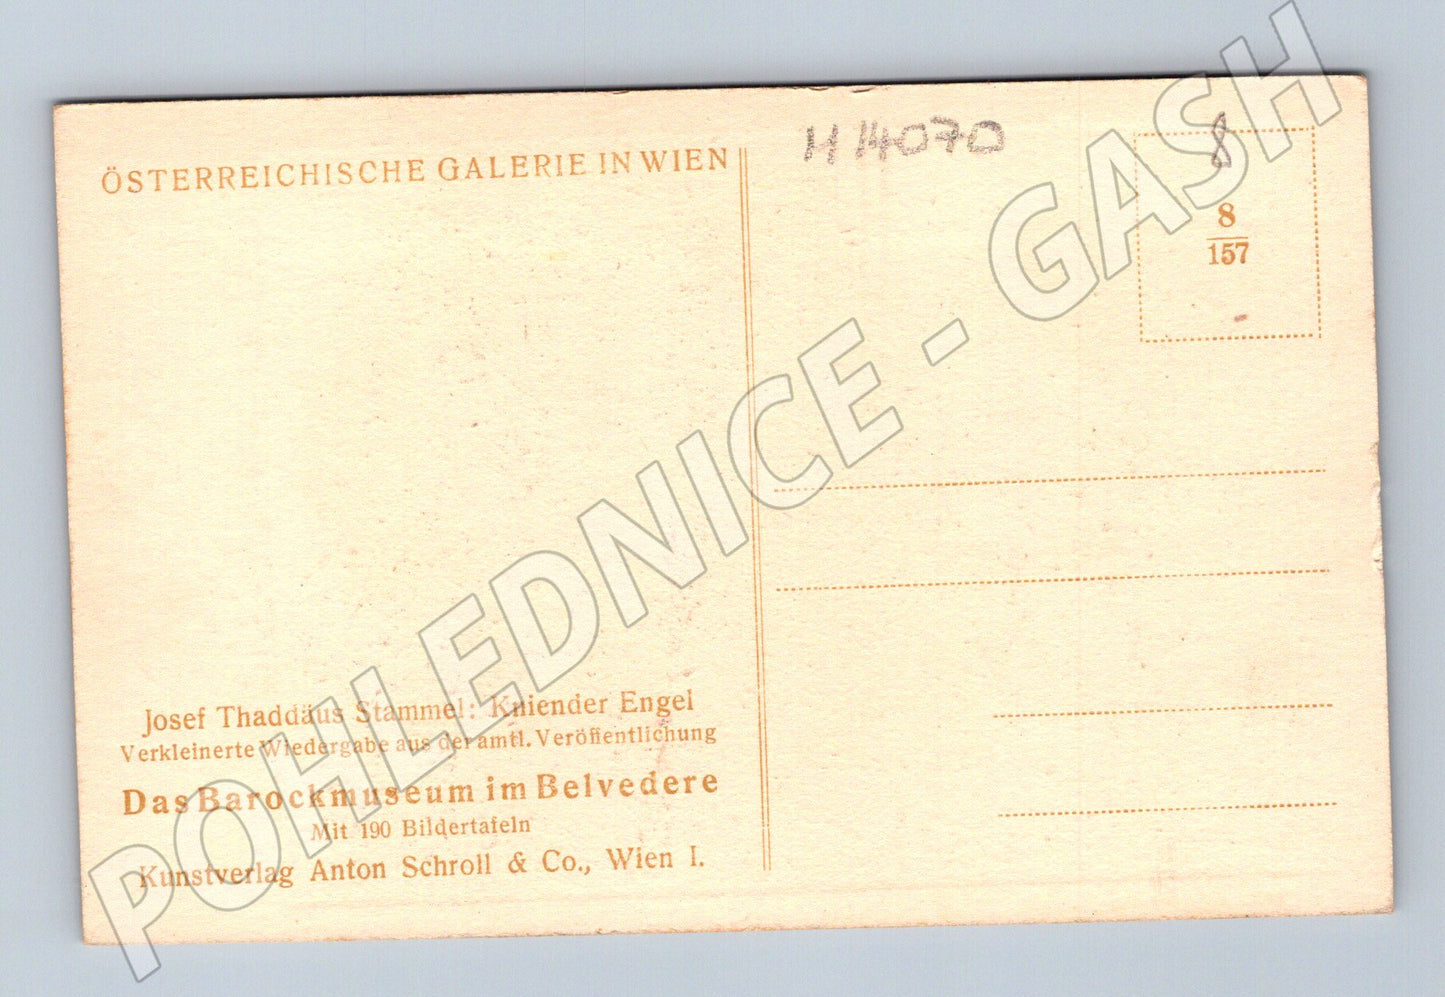 ÖSTERREICHISCHE GALERIE IN WIEN
H 14070
8
8
157
Josef Thaddäus Stammel: Kniender Engel
Verkleinerte Wiedergabe aus der amtl. Veröffentlichung
Das Barockmuseum im Belvedere
Mit 190 Bildertafeln
Kunstverlag Anton Schroll & Co., Wien I.
POHLEDNICE - GASH